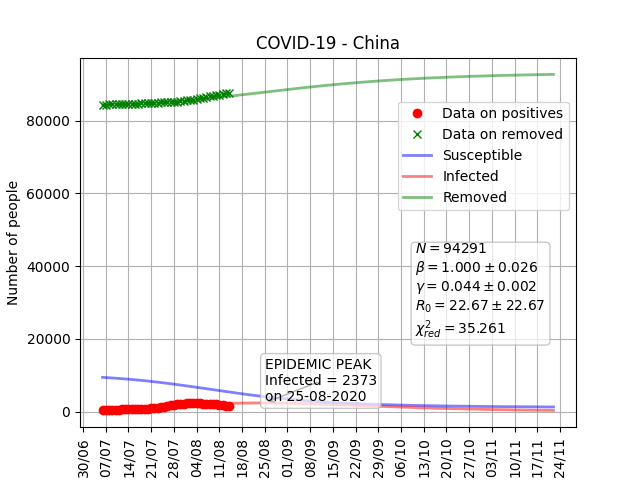 COVID-19 - China
Number of people
80000
60000
40000
20000
0
Data on positives
Data on removed
Susceptible
Infected
Removed
N = 94291
β = 1.000 ± 0.026
γ = 0.044 ± 0.002
R₀ = 22.67 ± 22.67
χ²red = 35.261
EPIDEMIC PEAK
Infected = 2373
on 25-08-2020
30/06
07/07
14/07
21/07
28/07
04/08
11/08
18/08
25/08
01/09
08/09
15/09
22/09
29/09
06/10
13/10
20/10
27/10
03/11
10/11
17/11
24/11